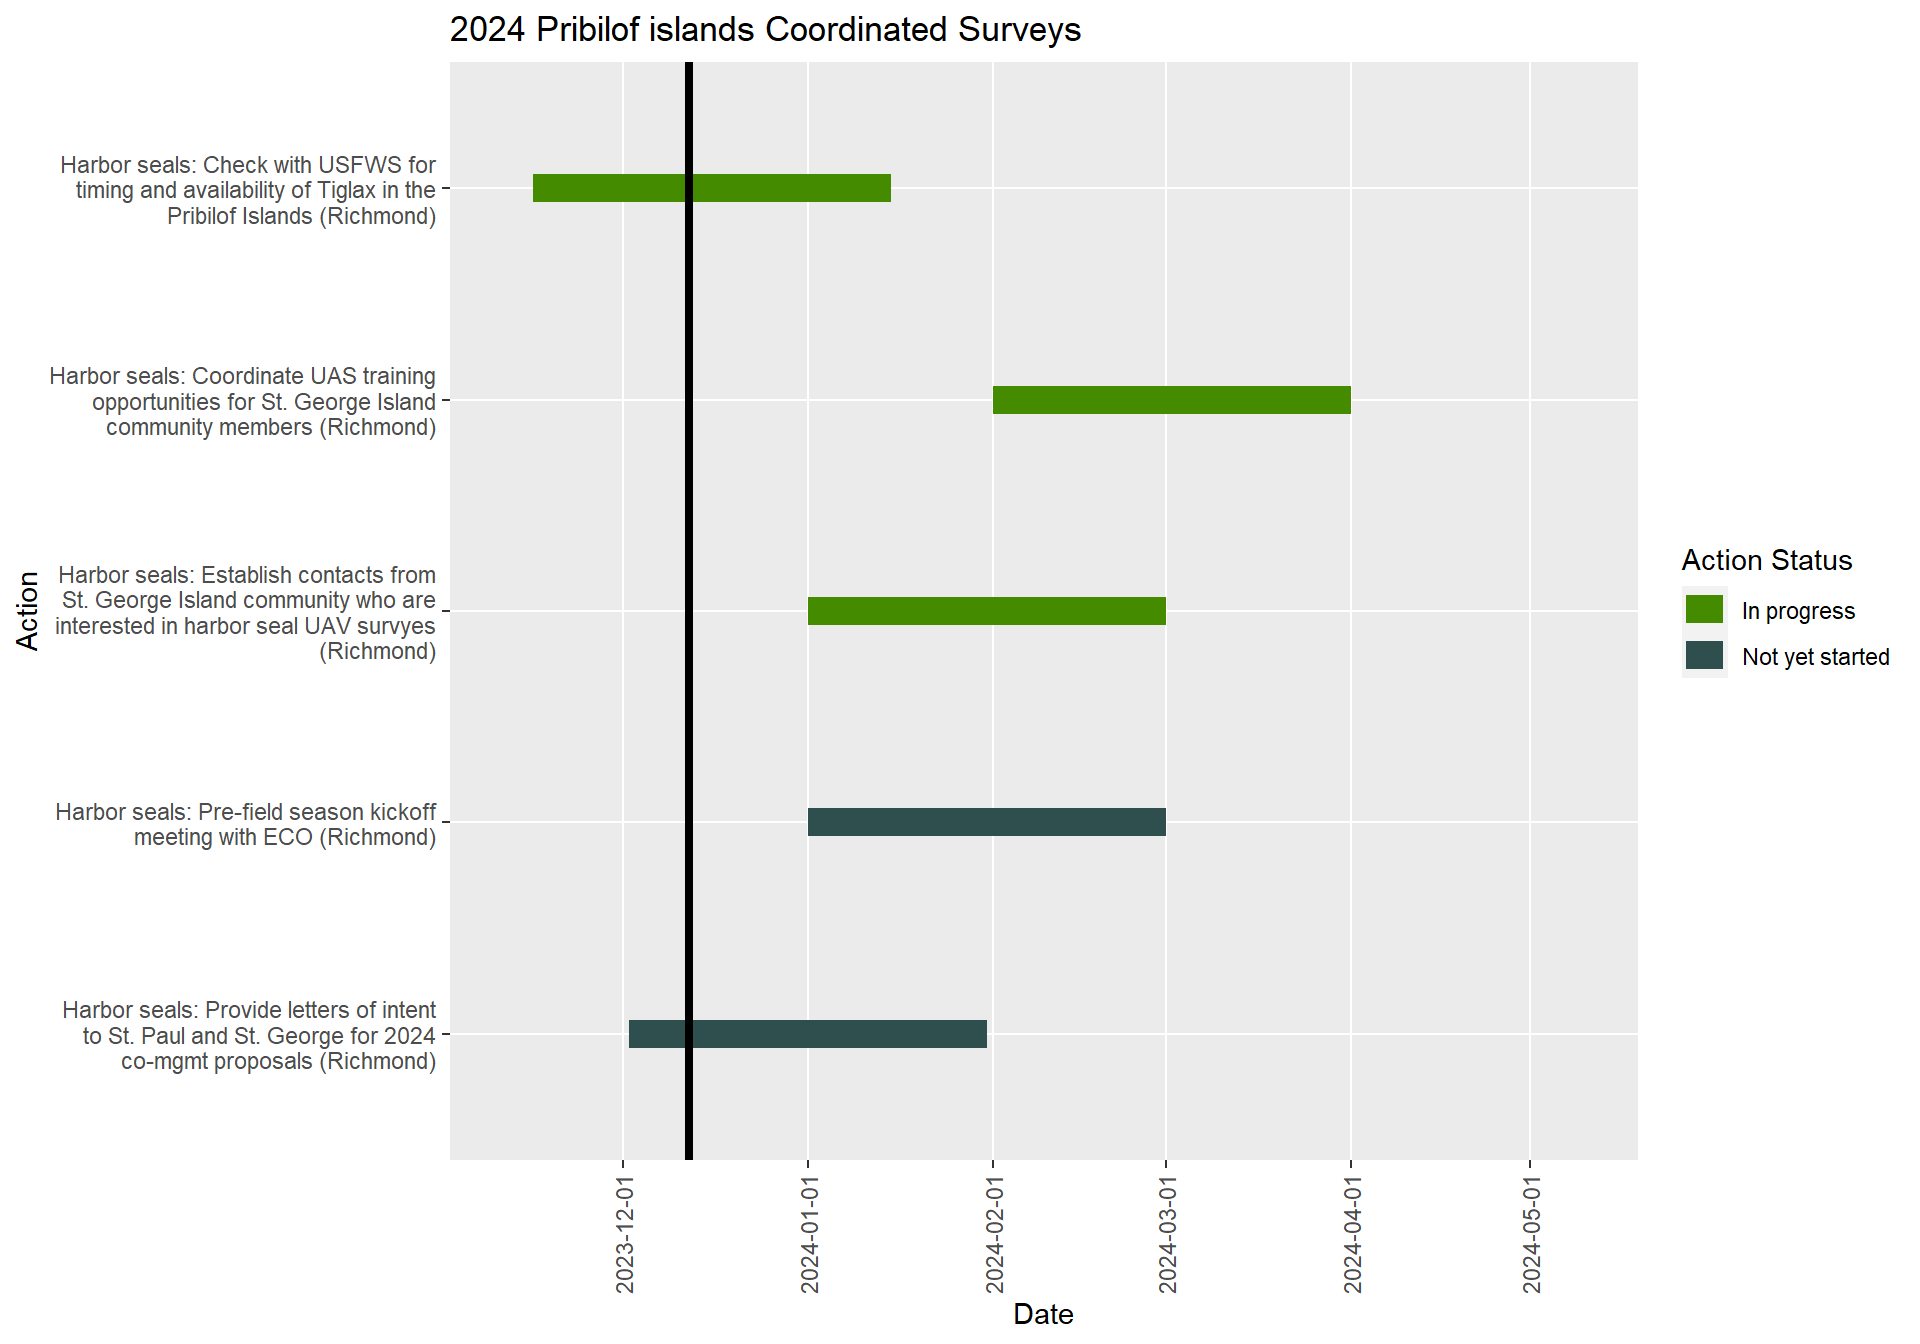 2024 Pribilof islands Coordinated Surveys
Harbor seals: Check with USFWS for
timing and availability of Tiglax in the
Pribilof Islands (Richmond)
Harbor seals: Coordinate UAS training
opportunities for St. George Island
community members (Richmond)
Harbor seals: Establish contacts from
St. George Island community who are
interested in harbor seal UAV survyes
(Richmond)
Harbor seals: Pre-field season kickoff
meeting with ECO (Richmond)
Harbor seals: Provide letters of intent
to St. Paul and St. George for 2024
co-mgmt proposals (Richmond)
Action
2023-12-01
2024-01-01
2024-02-01
2024-03-01
2024-04-01
2024-05-01
Date
Action Status
In progress
Not yet started